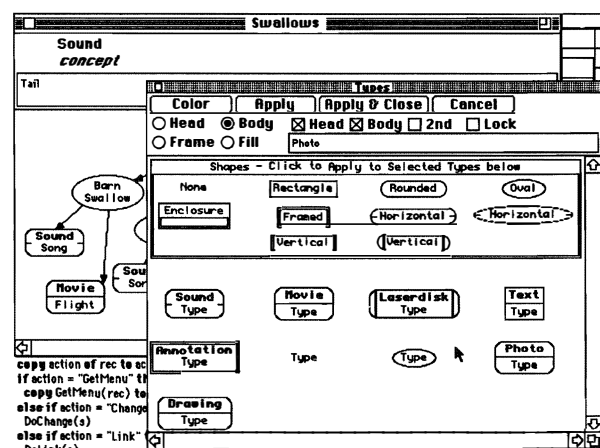 Swallows
Sound
concept
Tail
Types
Color Apply Apply & Close Cancel
Head Body Head Body 2nd Lock
Frame Fill Photo
Shapes - Click to Apply to Selected Types below
None Rectangle Rounded Oval
Enclosure Framed Horizontal Horizontal
Vertical Vertical
Barn
Swallow
Sound
Song
Movie
Flight
Sou
Son
Sound
Type
Movie
Type
Laserdisk
Type
Text
Type
Annotation
Type
Type
Type
Photo
Type
Drawing
Type
copy action of rec to ac
if action = "GetMenu" th
copy GetMenu(rec) to
else if action = "Change
DoChange(s)
else if action = "Link"